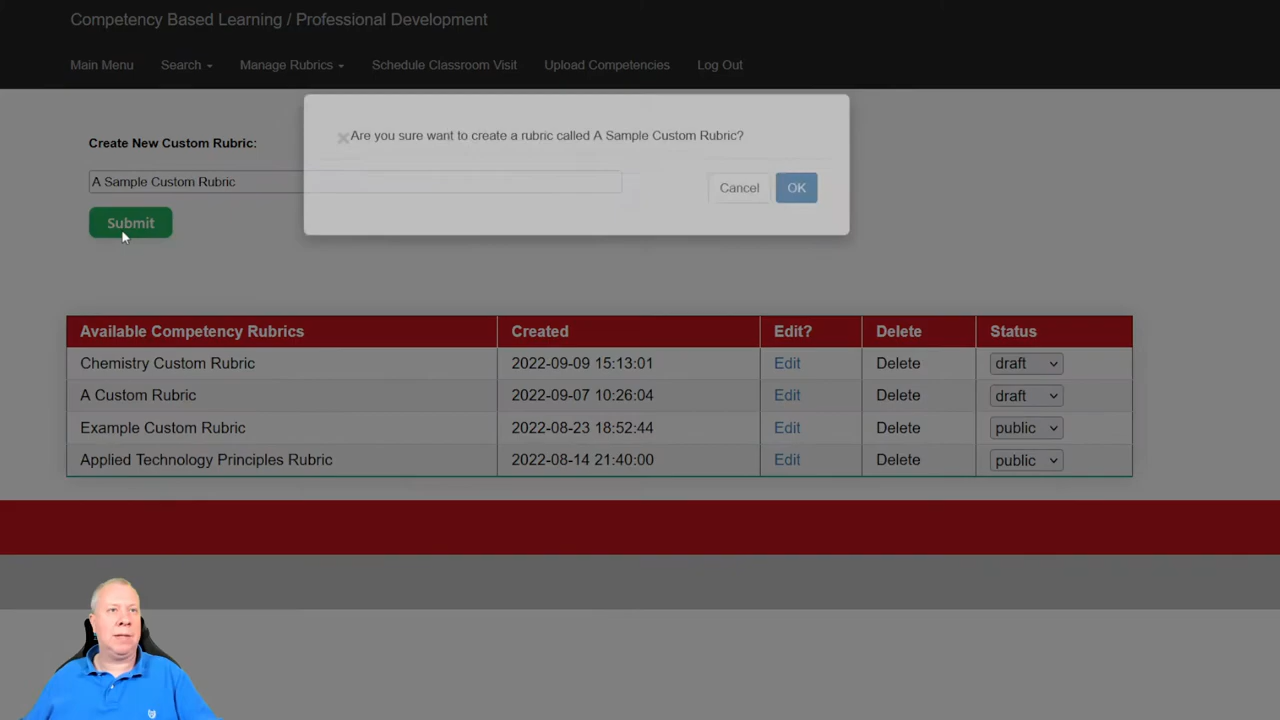 Competency Based Learning / Professional Development
Main Menu Search Manage Rubrics Schedule Classroom Visit Upload Competencies Log Out
Are you sure want to create a rubric called A Sample Custom Rubric?
Create New Custom Rubric:
A Sample Custom Rubric
Cancel OK
Submit
Available Competency Rubrics Created Edit? Delete Status
Chemistry Custom Rubric 2022-09-09 15:13:01 Edit Delete draft
A Custom Rubric 2022-09-07 10:26:04 Edit Delete draft
Example Custom Rubric 2022-08-23 18:52:44 Edit Delete public
Applied Technology Principles Rubric 2022-08-14 21:40:00 Edit Delete public